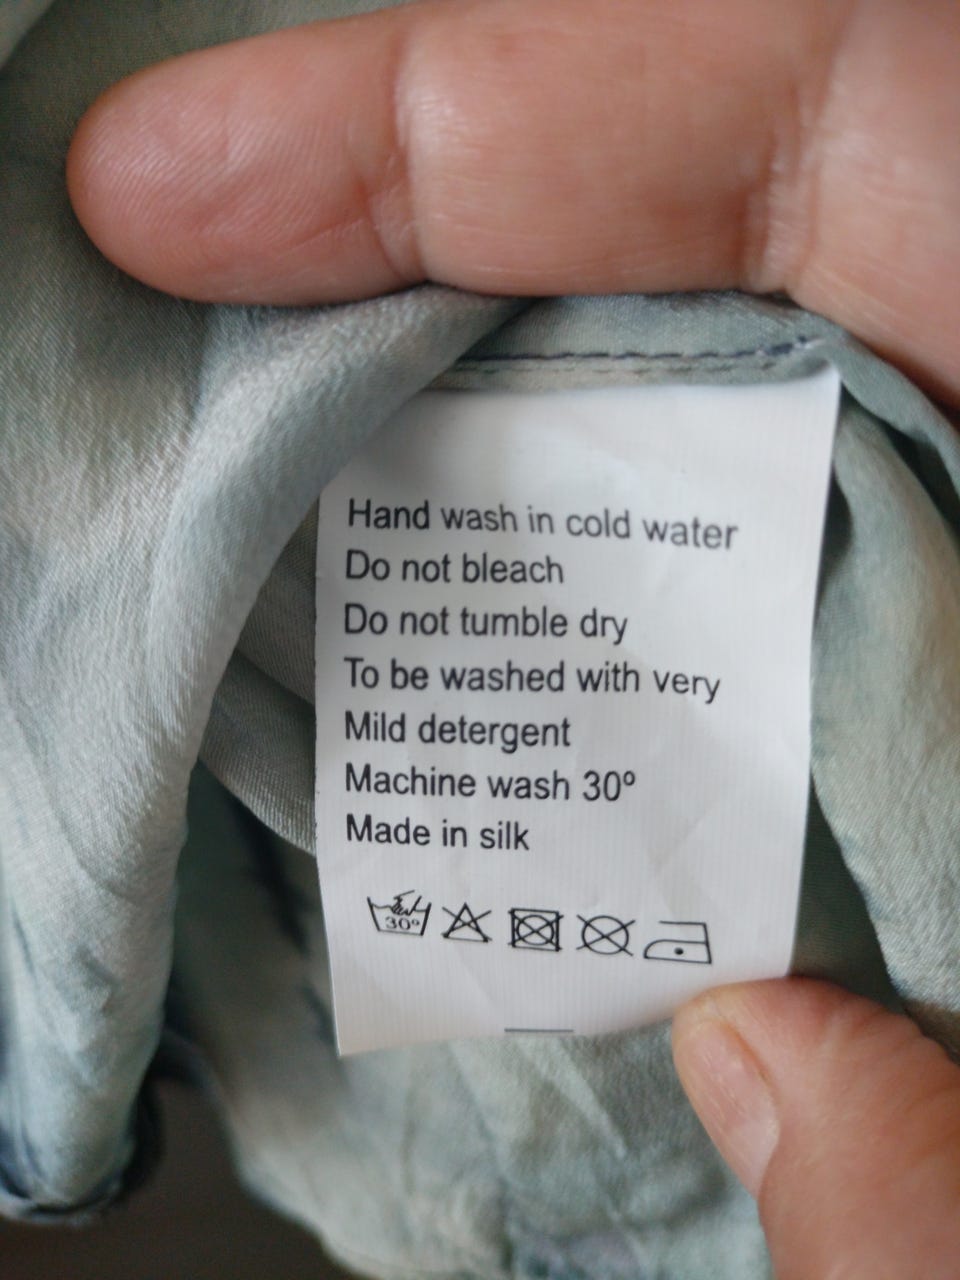 Hand wash in cold water
Do not bleach
Do not tumble dry
To be washed with very
Mild detergent
Machine wash 30º
Made in silk
30º